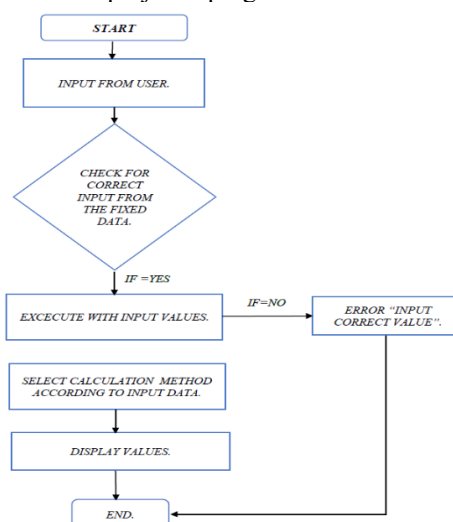 START
INPUT FROM USER.
CHECK FOR
CORRECT
INPUT FROM
THE FIXED
DATA.
IF =YES
EXCECUTE WITH INPUT VALUES.
IF=NO
ERROR “INPUT
CORRECT VALUE”.
SELECT CALCULATION METHOD
ACCORDING TO INPUT DATA.
DISPLAY VALUES.
END.